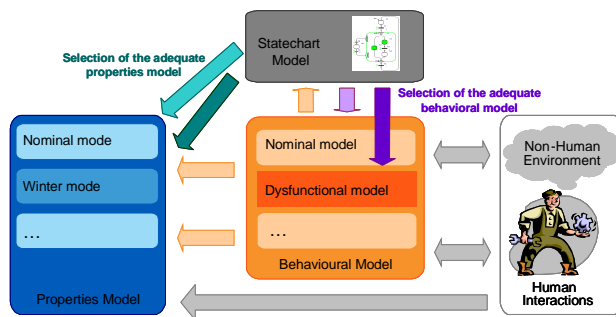 Statechart
Model
Selection of the adequate
properties model
Selection of the adequate
behavioral model
Nominal mode
Winter mode
...
Properties Model
Nominal model
Dysfunctional model
...
Behavioural Model
Non-Human
Environment
Human
Interactions